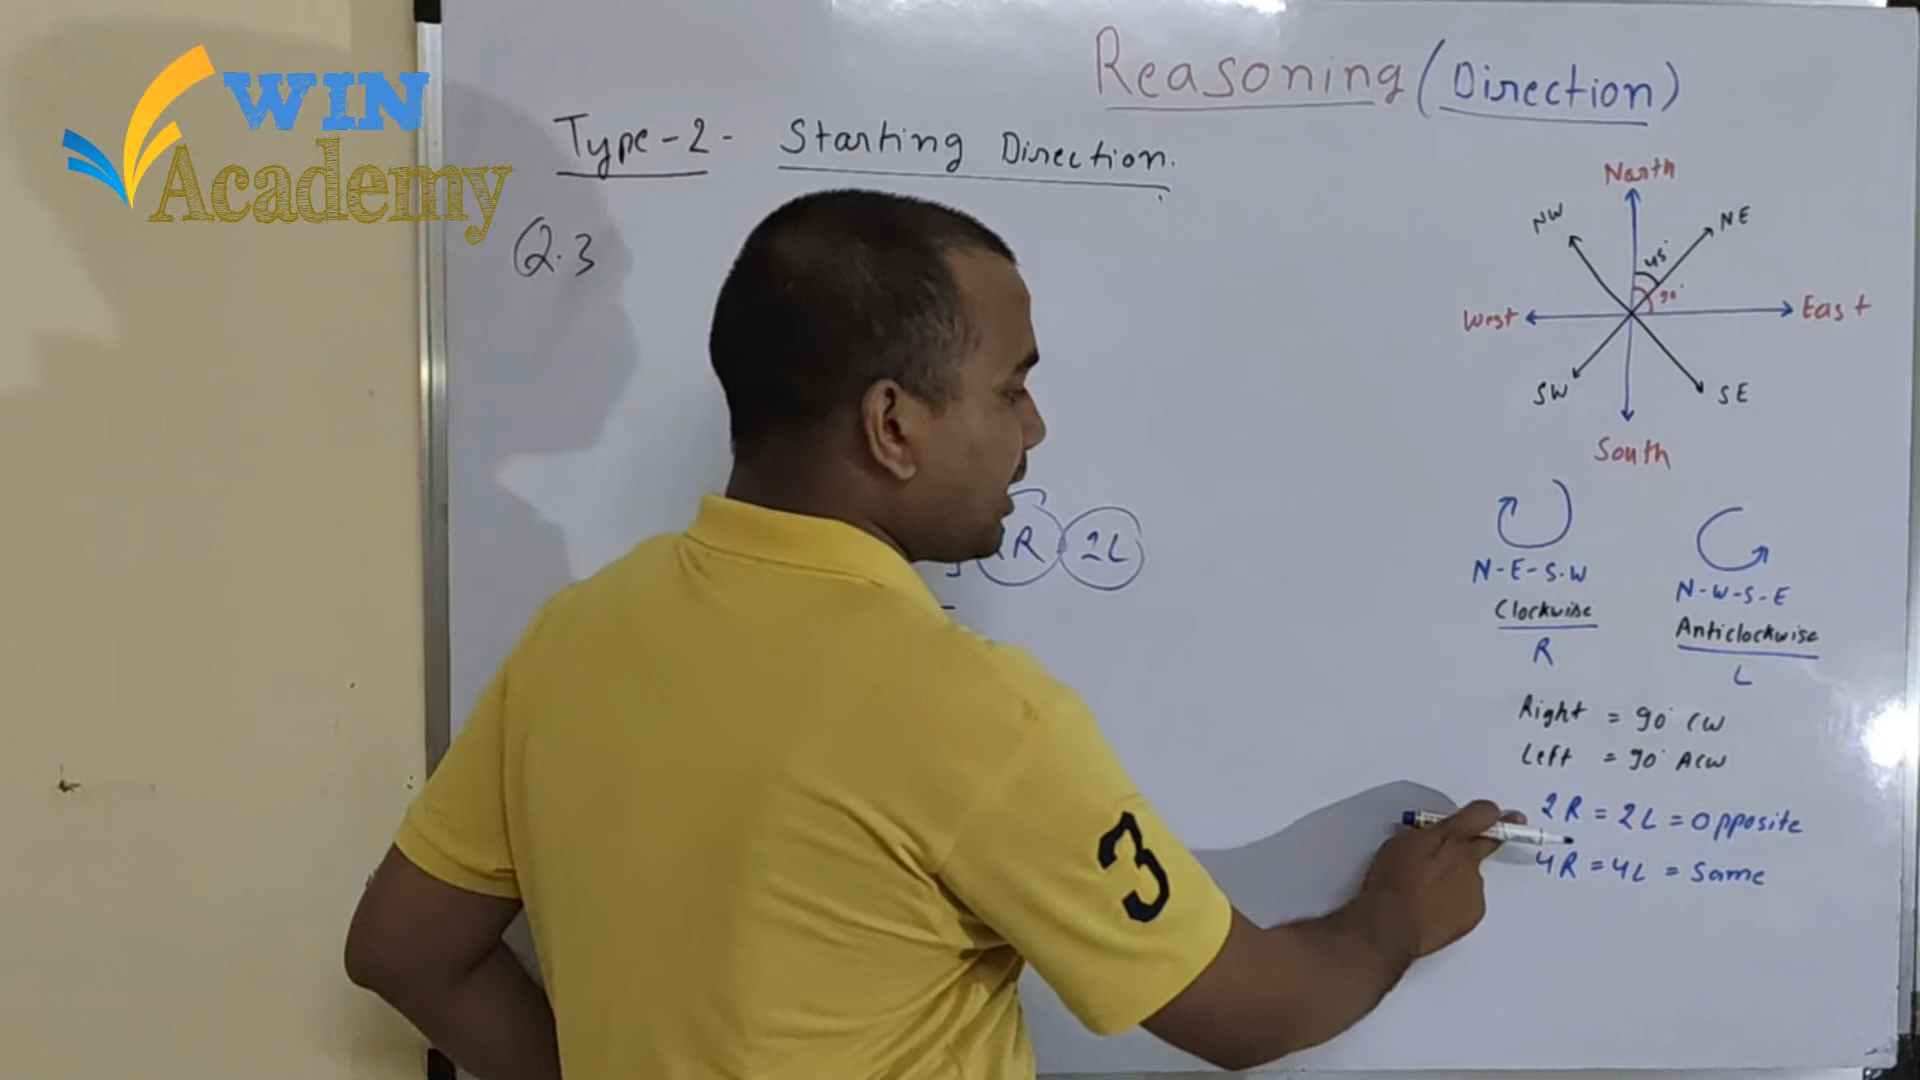 WIN
Academy
Reasoning (Direction)
Type-2- Starting Direction.
Q.3
North
NW
NE
45°
90°
West
East
SW
SE
South
R
2L
N-E-S-W
Clockwise
R
N-W-S-E
Anticlockwise
L
Right = 90° CW
Left = 90° ACW
2R = 2L = Opposite
4R = 4L = Same
3